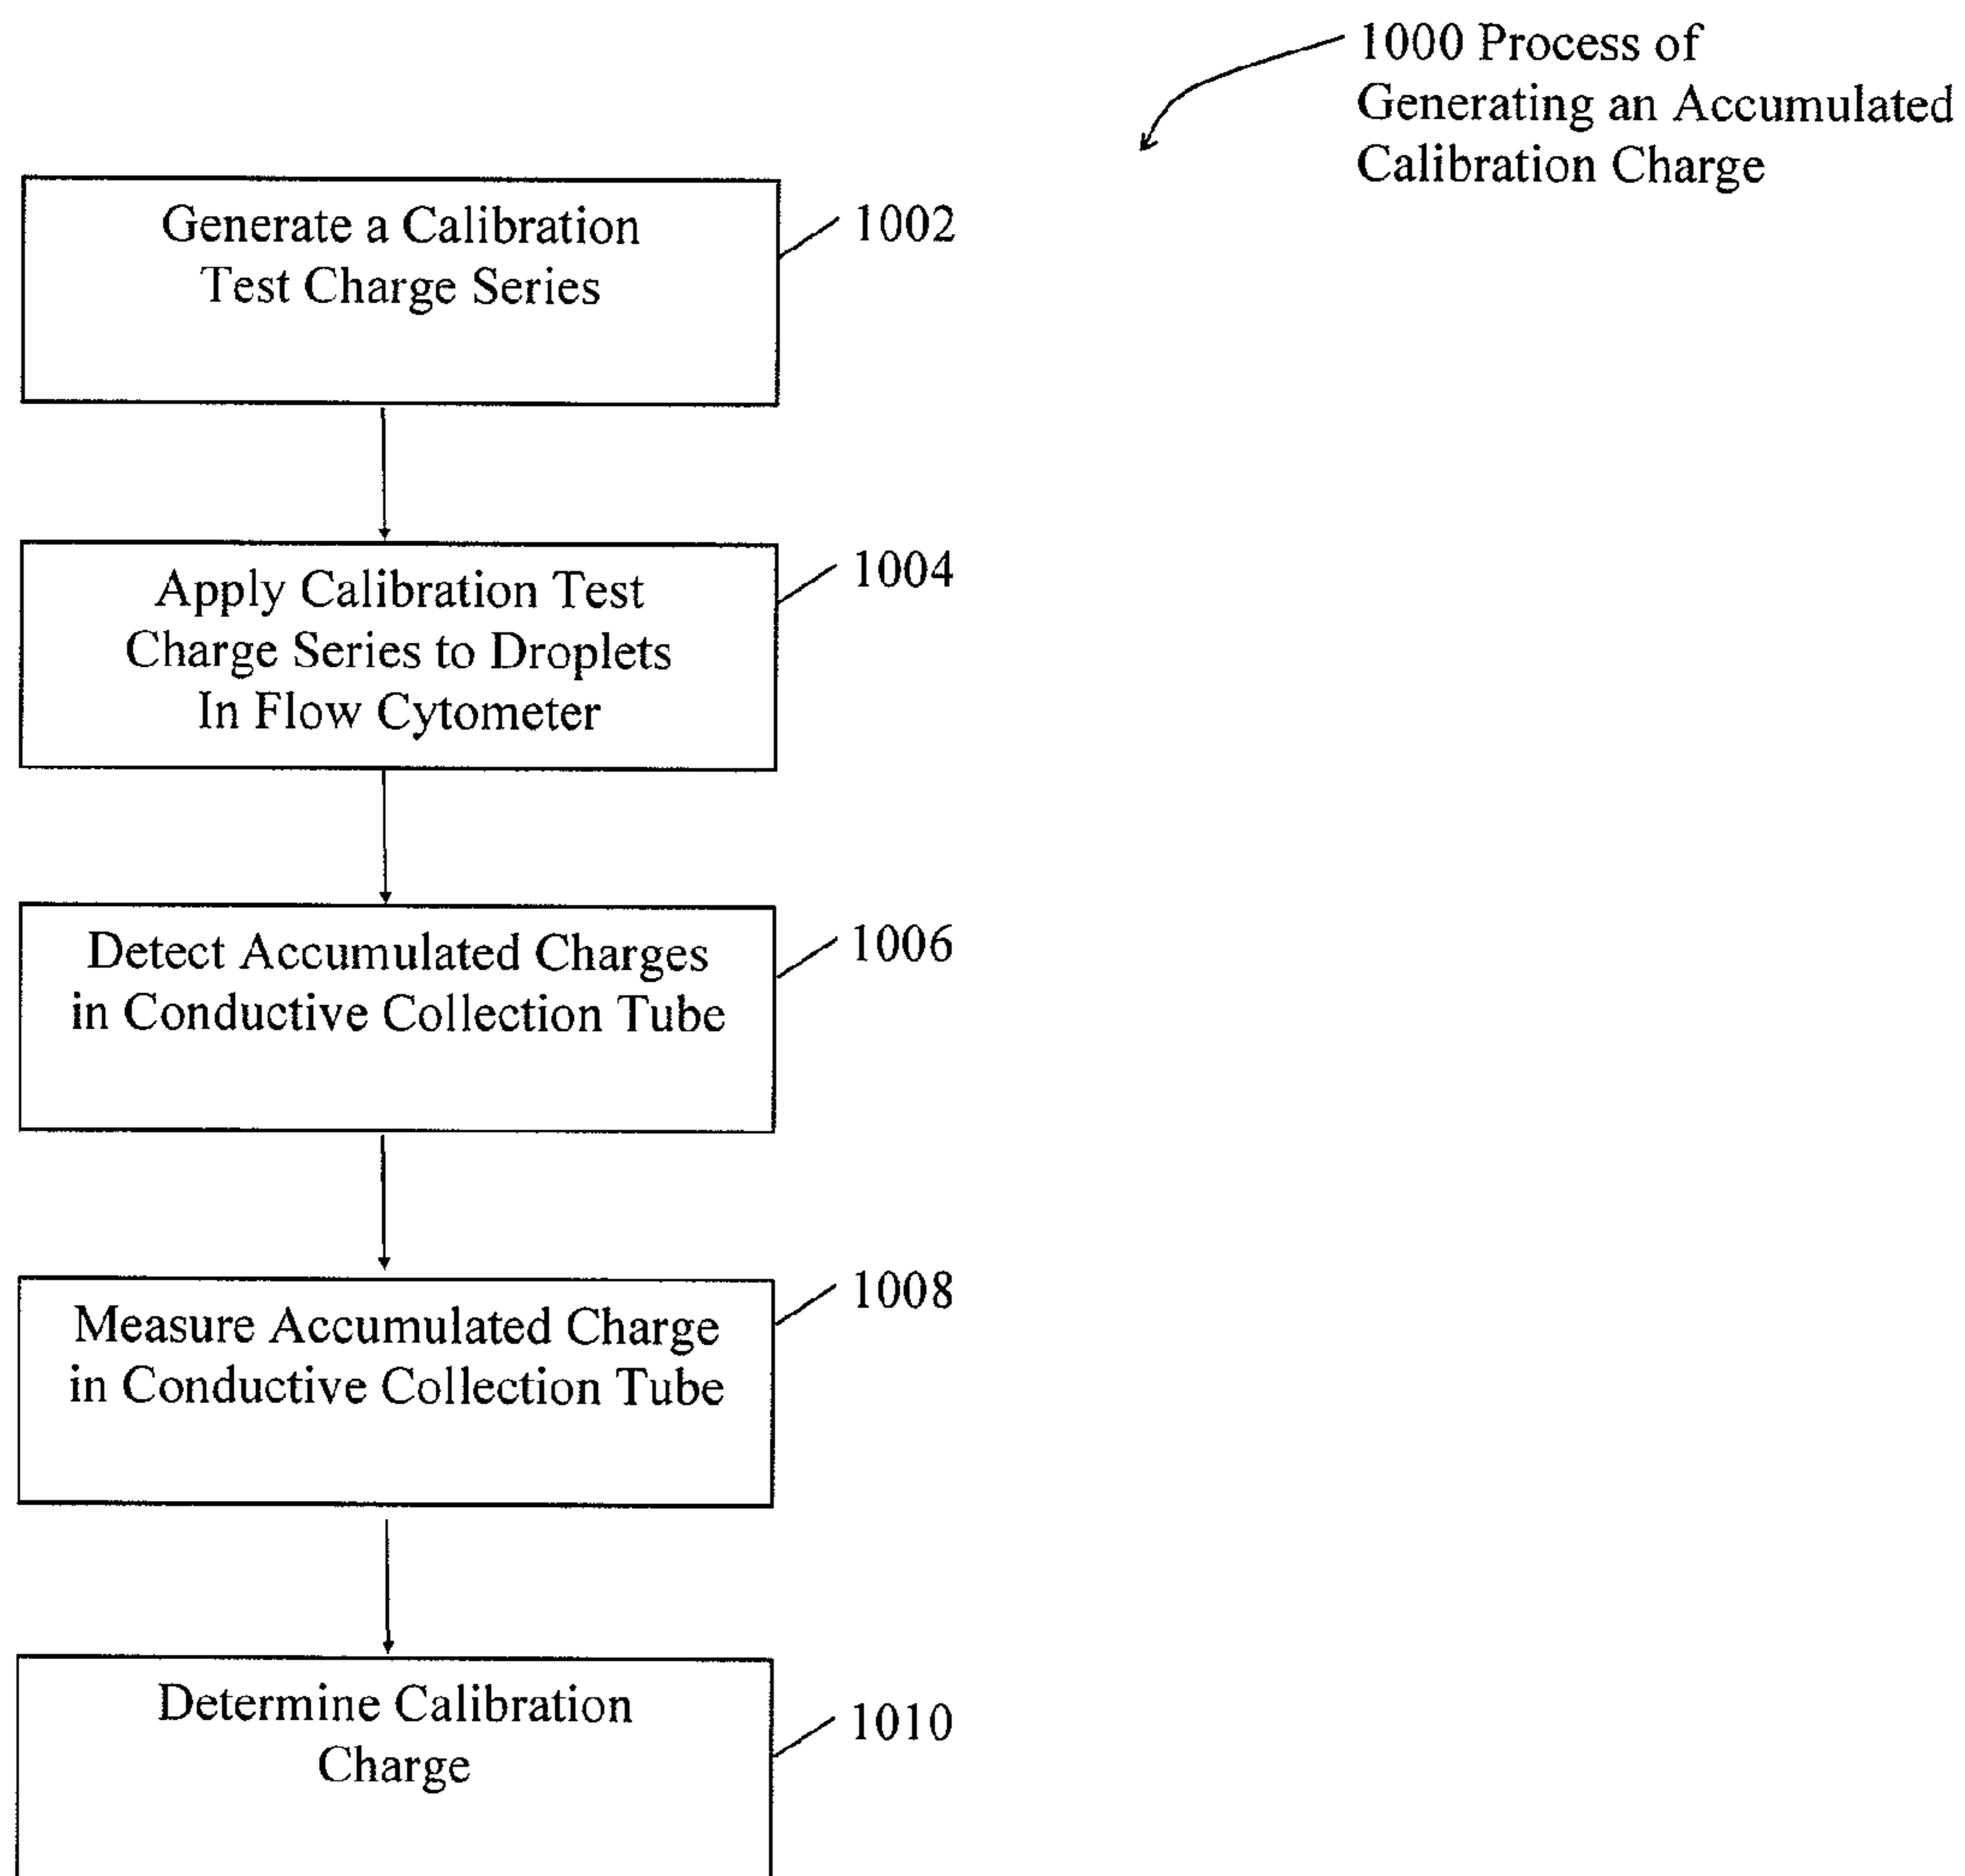 1000 Process of
Generating an Accumulated
Calibration Charge
Generate a Calibration
Test Charge Series
1002
Apply Calibration Test
Charge Series to Droplets
In Flow Cytometer
1004
Detect Accumulated Charges
in Conductive Collection Tube
1006
Measure Accumulated Charge
in Conductive Collection Tube
1008
Determine Calibration
Charge
1010